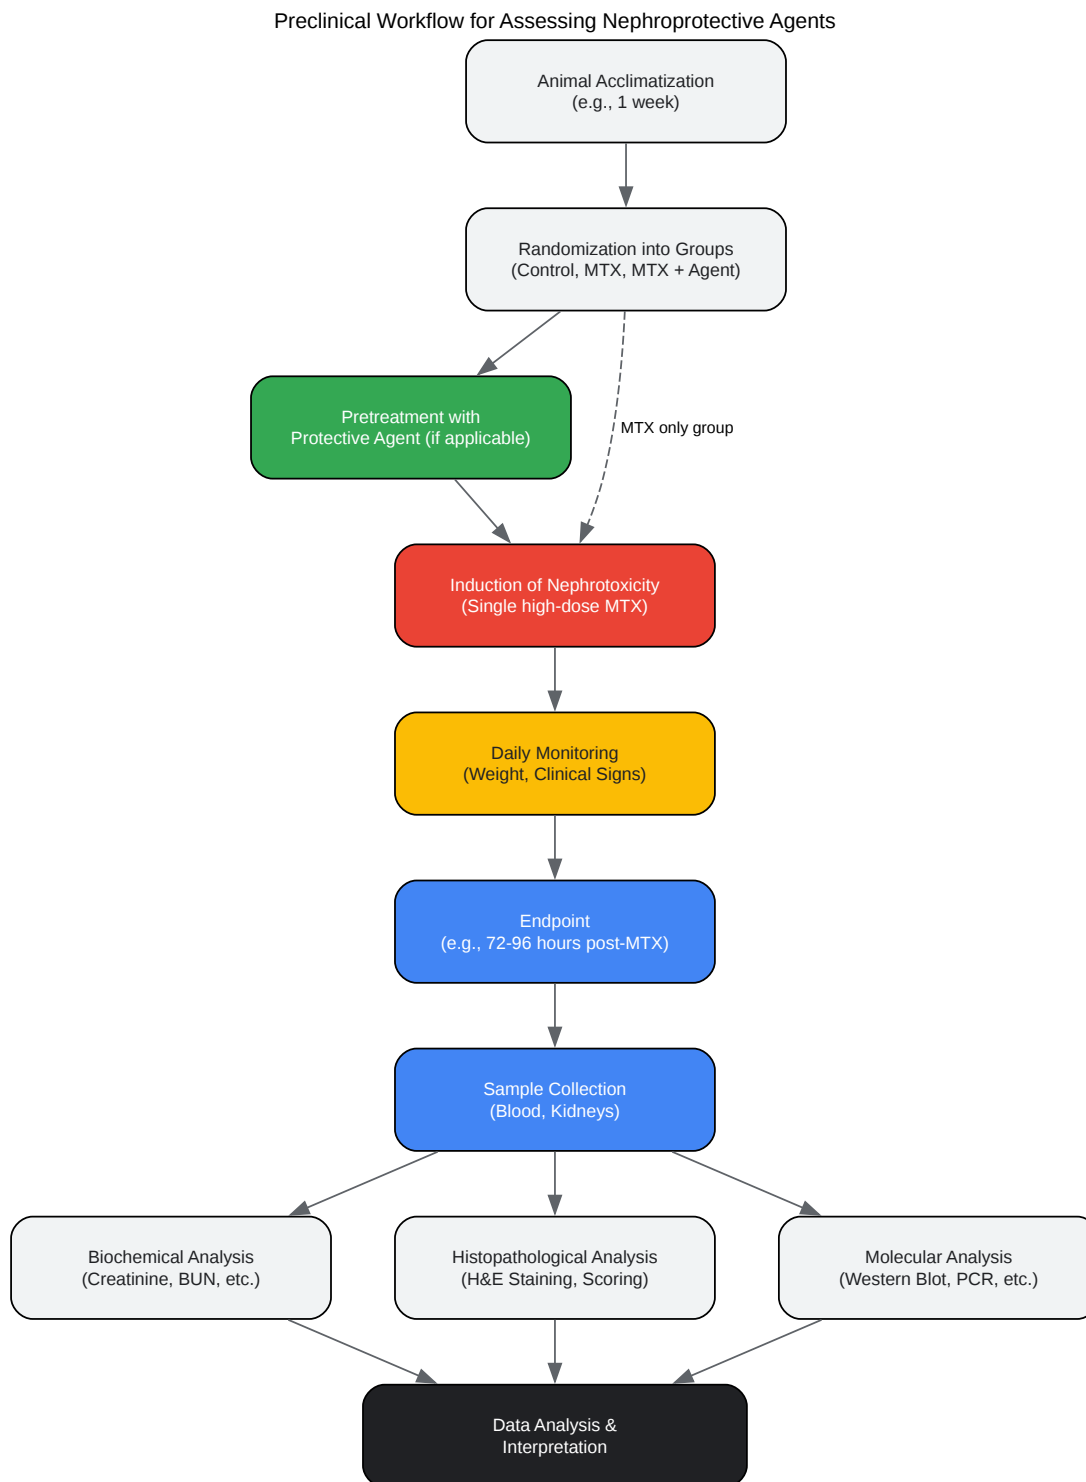 Preclinical Workflow for Assessing Nephroprotective Agents
Animal Acclimatization
(e.g., 1 week)
Randomization into Groups
(Control, MTX, MTX + Agent)
Pretreatment with
Protective Agent (if applicable)
MTX only group
Induction of Nephrotoxicity
(Single high-dose MTX)
Daily Monitoring
(Weight, Clinical Signs)
Endpoint
(e.g., 72-96 hours post-MTX)
Sample Collection
(Blood, Kidneys)
Biochemical Analysis
(Creatinine, BUN, etc.)
Histopathological Analysis
(H&E Staining, Scoring)
Molecular Analysis
(Western Blot, PCR, etc.)
Data Analysis &
Interpretation